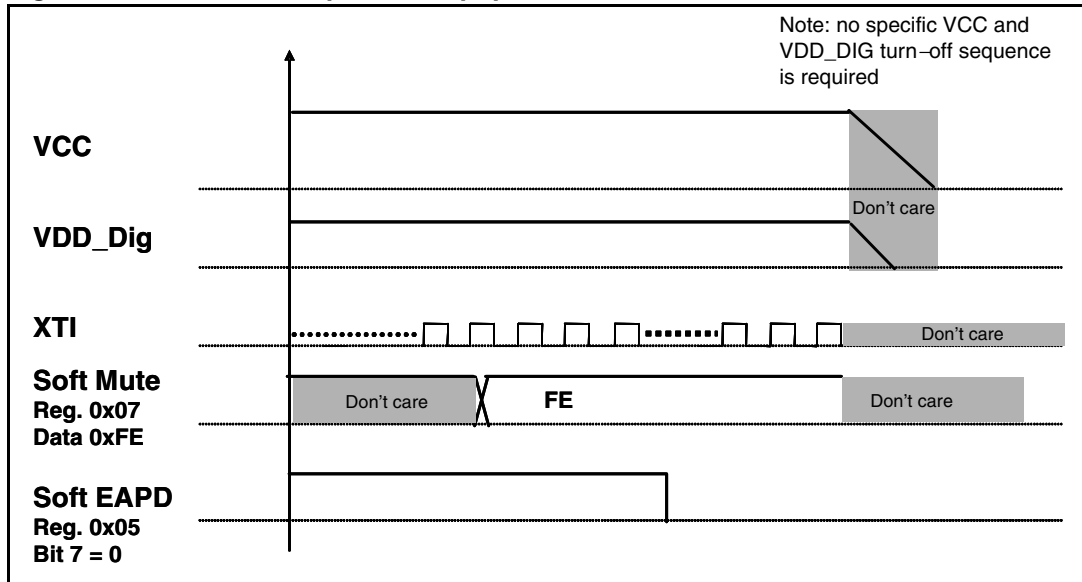 Note: no specific VCC and
VDD_DIG turn–off sequence
is required
VCC
Don't care
VDD_Dig
XTI
Don't care
Soft Mute
Reg. 0x07
Data 0xFE
Don't care
FE
Don't care
Soft EAPD
Reg. 0x05
Bit 7 = 0